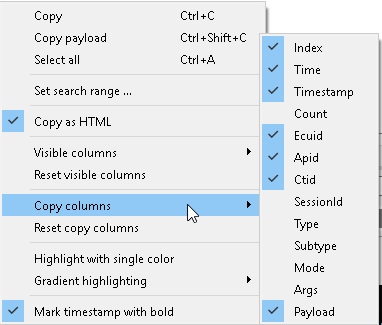 Copy Ctrl+C
Copy payload Ctrl+Shift+C
Select all Ctrl+A
Set search range ...
Copy as HTML
Visible columns
Reset visible columns
Copy columns
Reset copy columns
Highlight with single color
Gradient highlighting
Mark timestamp with bold
Index
Time
Timestamp
Count
Ecuid
Apid
Ctid
SessionId
Type
Subtype
Mode
Args
Payload